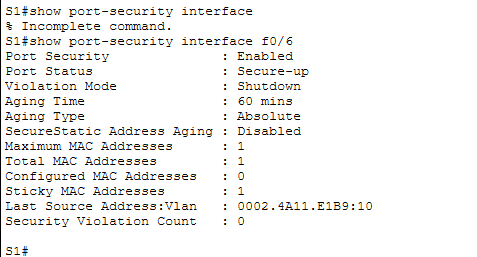 S1#show port-security interface
% Incomplete command.
S1#show port-security interface f0/6
Port Security              : Enabled
Port Status                : Secure-up
Violation Mode             : Shutdown
Aging Time                 : 60 mins
Aging Type                 : Absolute
SecureStatic Address Aging : Disabled
Maximum MAC Addresses      : 1
Total MAC Addresses        : 1
Configured MAC Addresses   : 0
Sticky MAC Addresses       : 1
Last Source Address:Vlan   : 0002.4A11.E1B9:10
Security Violation Count   : 0
S1#